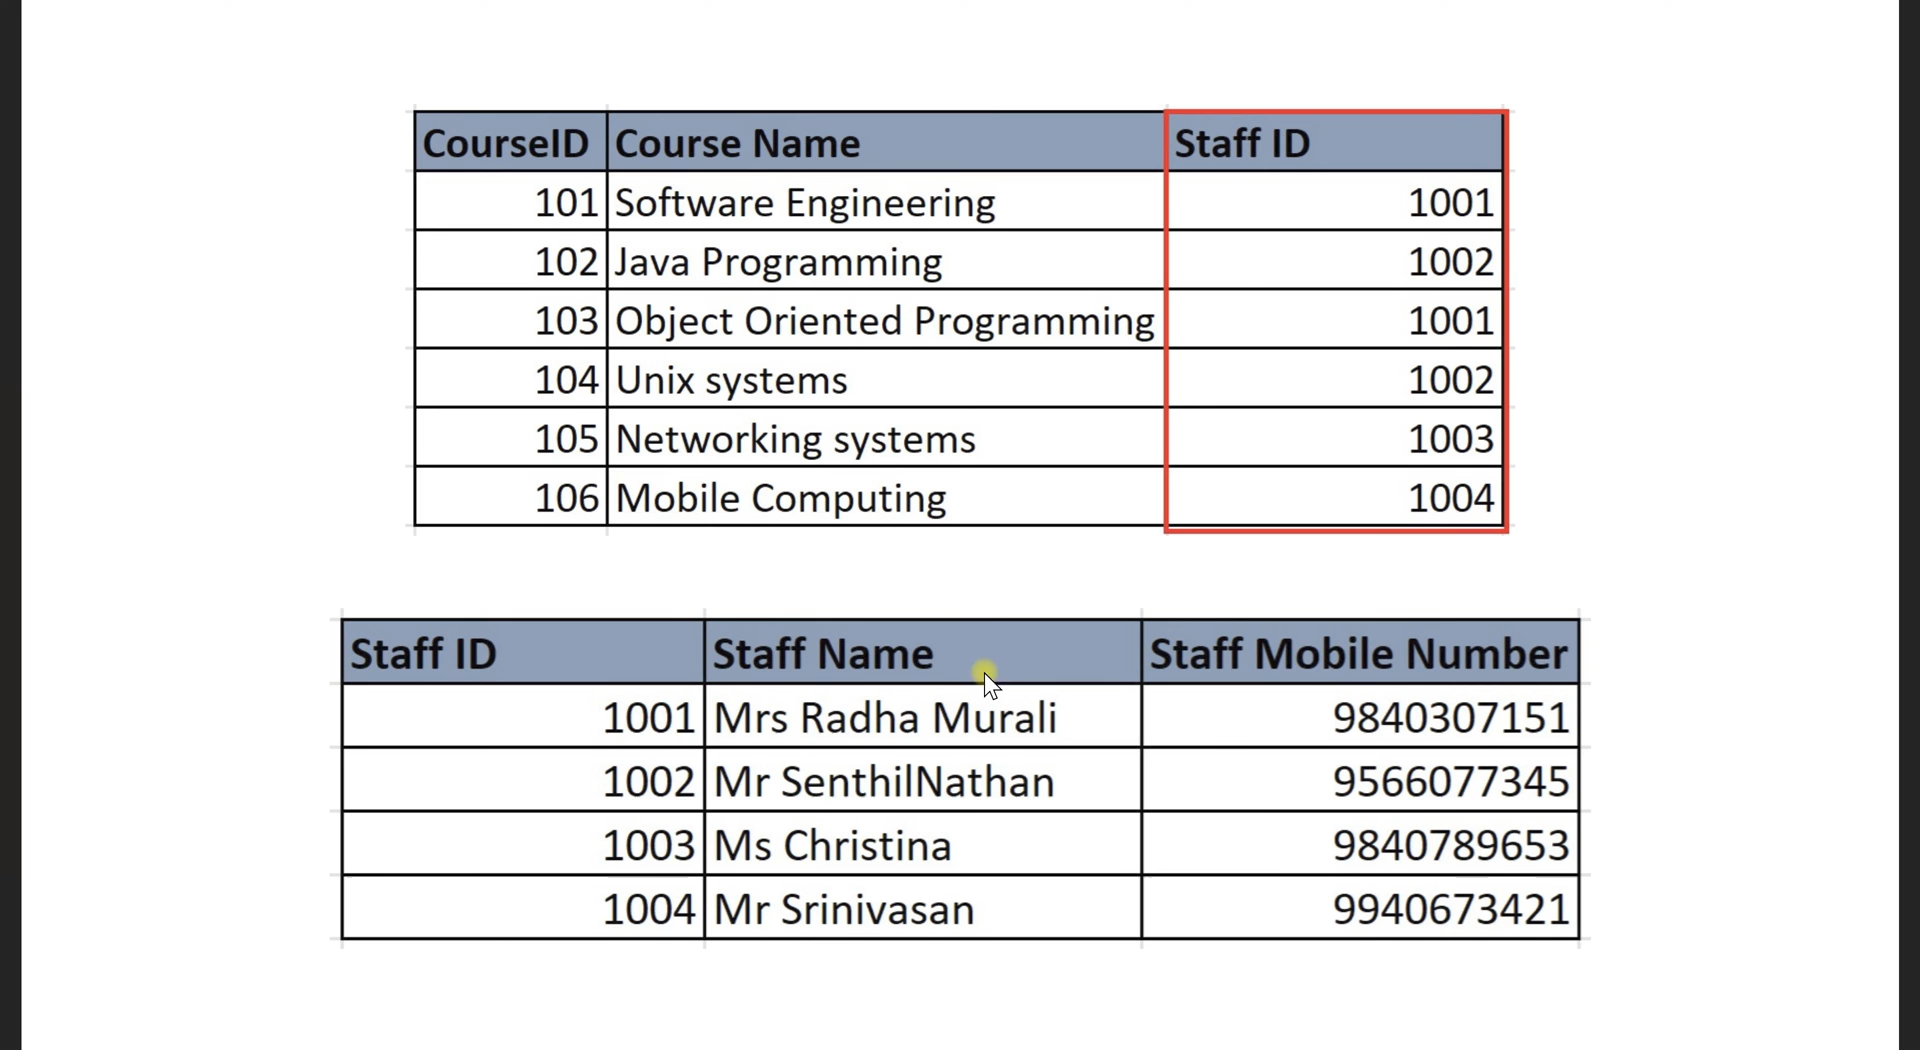 CourseID Course Name Staff ID
101 Software Engineering 1001
102 Java Programming 1002
103 Object Oriented Programming 1001
104 Unix systems 1002
105 Networking systems 1003
106 Mobile Computing 1004
Staff ID Staff Name Staff Mobile Number
1001 Mrs Radha Murali 9840307151
1002 Mr SenthilNathan 9566077345
1003 Ms Christina 9840789653
1004 Mr Srinivasan 9940673421